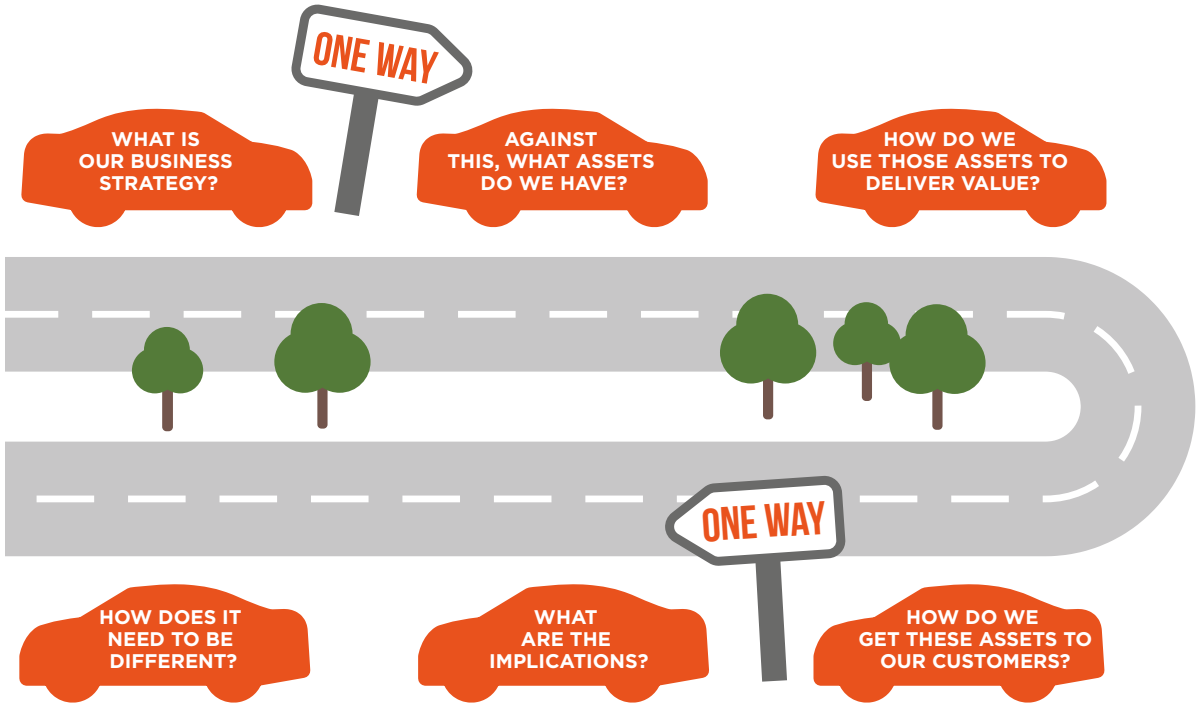 ONE WAY
WHAT IS
OUR BUSINESS
STRATEGY?
AGAINST
THIS, WHAT ASSETS
DO WE HAVE?
HOW DO WE
USE THOSE ASSETS TO
DELIVER VALUE?
ONE WAY
HOW DO WE
GET THESE ASSETS TO
OUR CUSTOMERS?
WHAT
ARE THE
IMPLICATIONS?
HOW DOES IT
NEED TO BE
DIFFERENT?